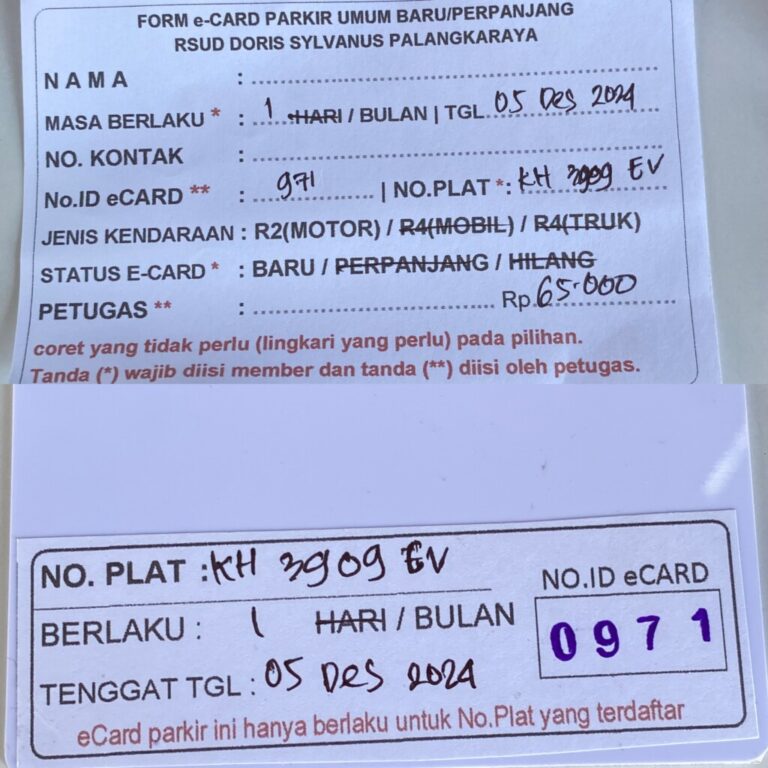 FORM e-CARD PARKIR UMUM BARU/PERPANJANG
RSUD DORIS SYLVANUS PALANGKARAYA
N A M A :
MASA BERLAKU * : 1 HARI / BULAN | TGL. 05 Des 2024
NO. KONTAK :
No.ID eCARD ** : 971 | NO.PLAT *: KH 3909 EV
JENIS KENDARAAN : R2(MOTOR) / R4(MOBIL) / R4(TRUK)
STATUS E-CARD * : BARU / PERPANJANG / HILANG
PETUGAS ** : Rp. 65.000
coret yang tidak perlu (lingkari yang perlu) pada pilihan.
Tanda (*) wajib diisi member dan tanda (**) diisi oleh petugas.
NO. PLAT : KH 3909 EV
NO.ID eCARD
BERLAKU : 1 HARI / BULAN
0971
TENGGAT TGL : 05 Des 2024
eCard parkir ini hanya berlaku untuk No.Plat yang terdaftar